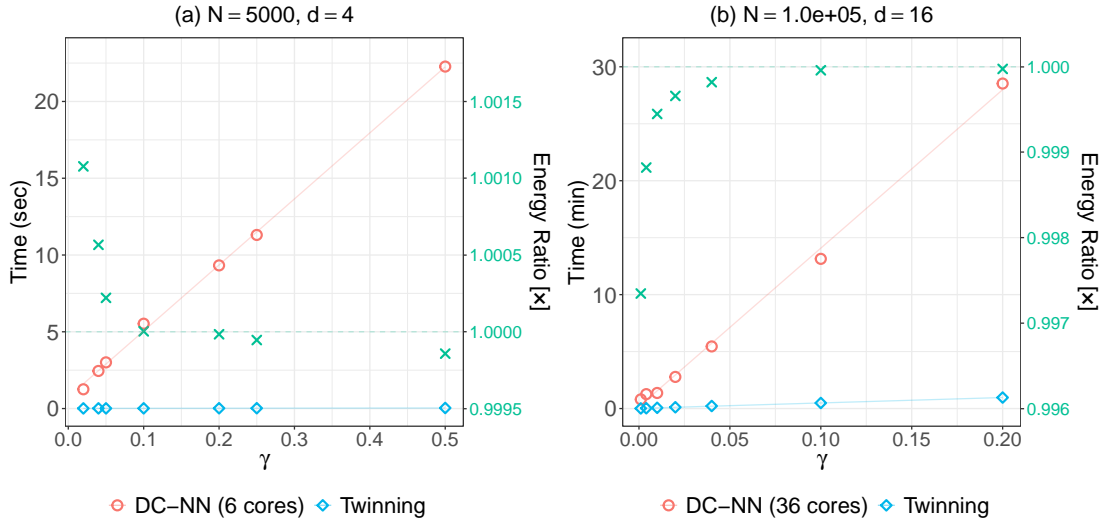 (a) N = 5000, d = 4
Time (sec)
20
15
10
5
0
1.0015
1.0010
1.0005
1.0000
0.9995
Energy Ratio [×]
0.0 0.1 0.2 0.3 0.4 0.5
γ
DC−NN (6 cores) Twinning
(b) N = 1.0e+05, d = 16
Time (min)
30
20
10
0
1.000
0.999
0.998
0.997
0.996
Energy Ratio [×]
0.00 0.05 0.10 0.15 0.20
γ
DC−NN (36 cores) Twinning